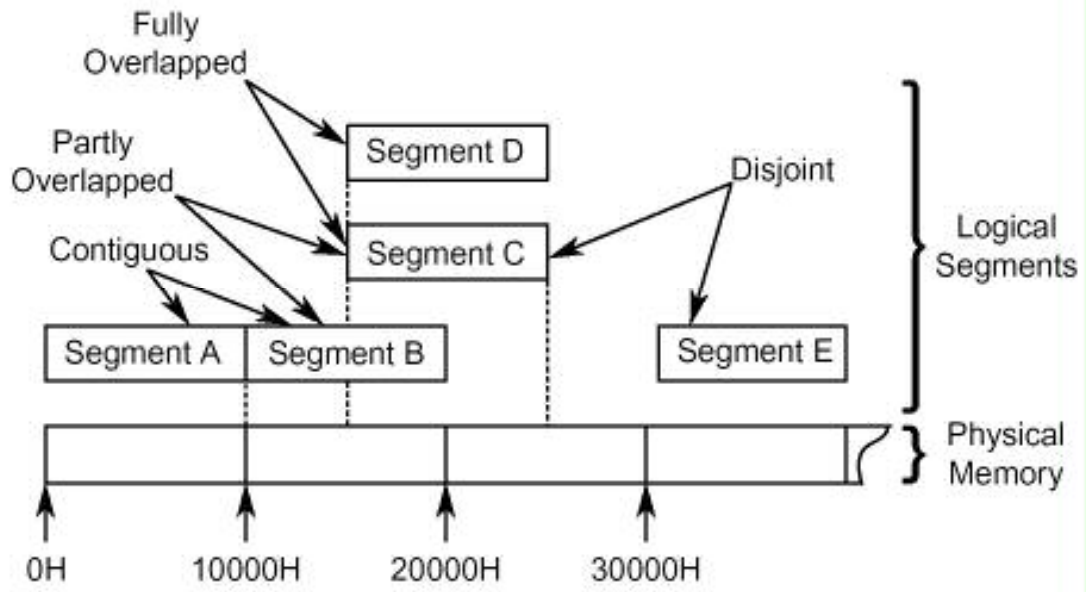 Fully
Overlapped
Partly
Overlapped
Contiguous
Segment D
Segment C
Disjoint
Segment A
Segment B
Segment E
Logical
Segments
Physical
Memory
0H
10000H
20000H
30000H